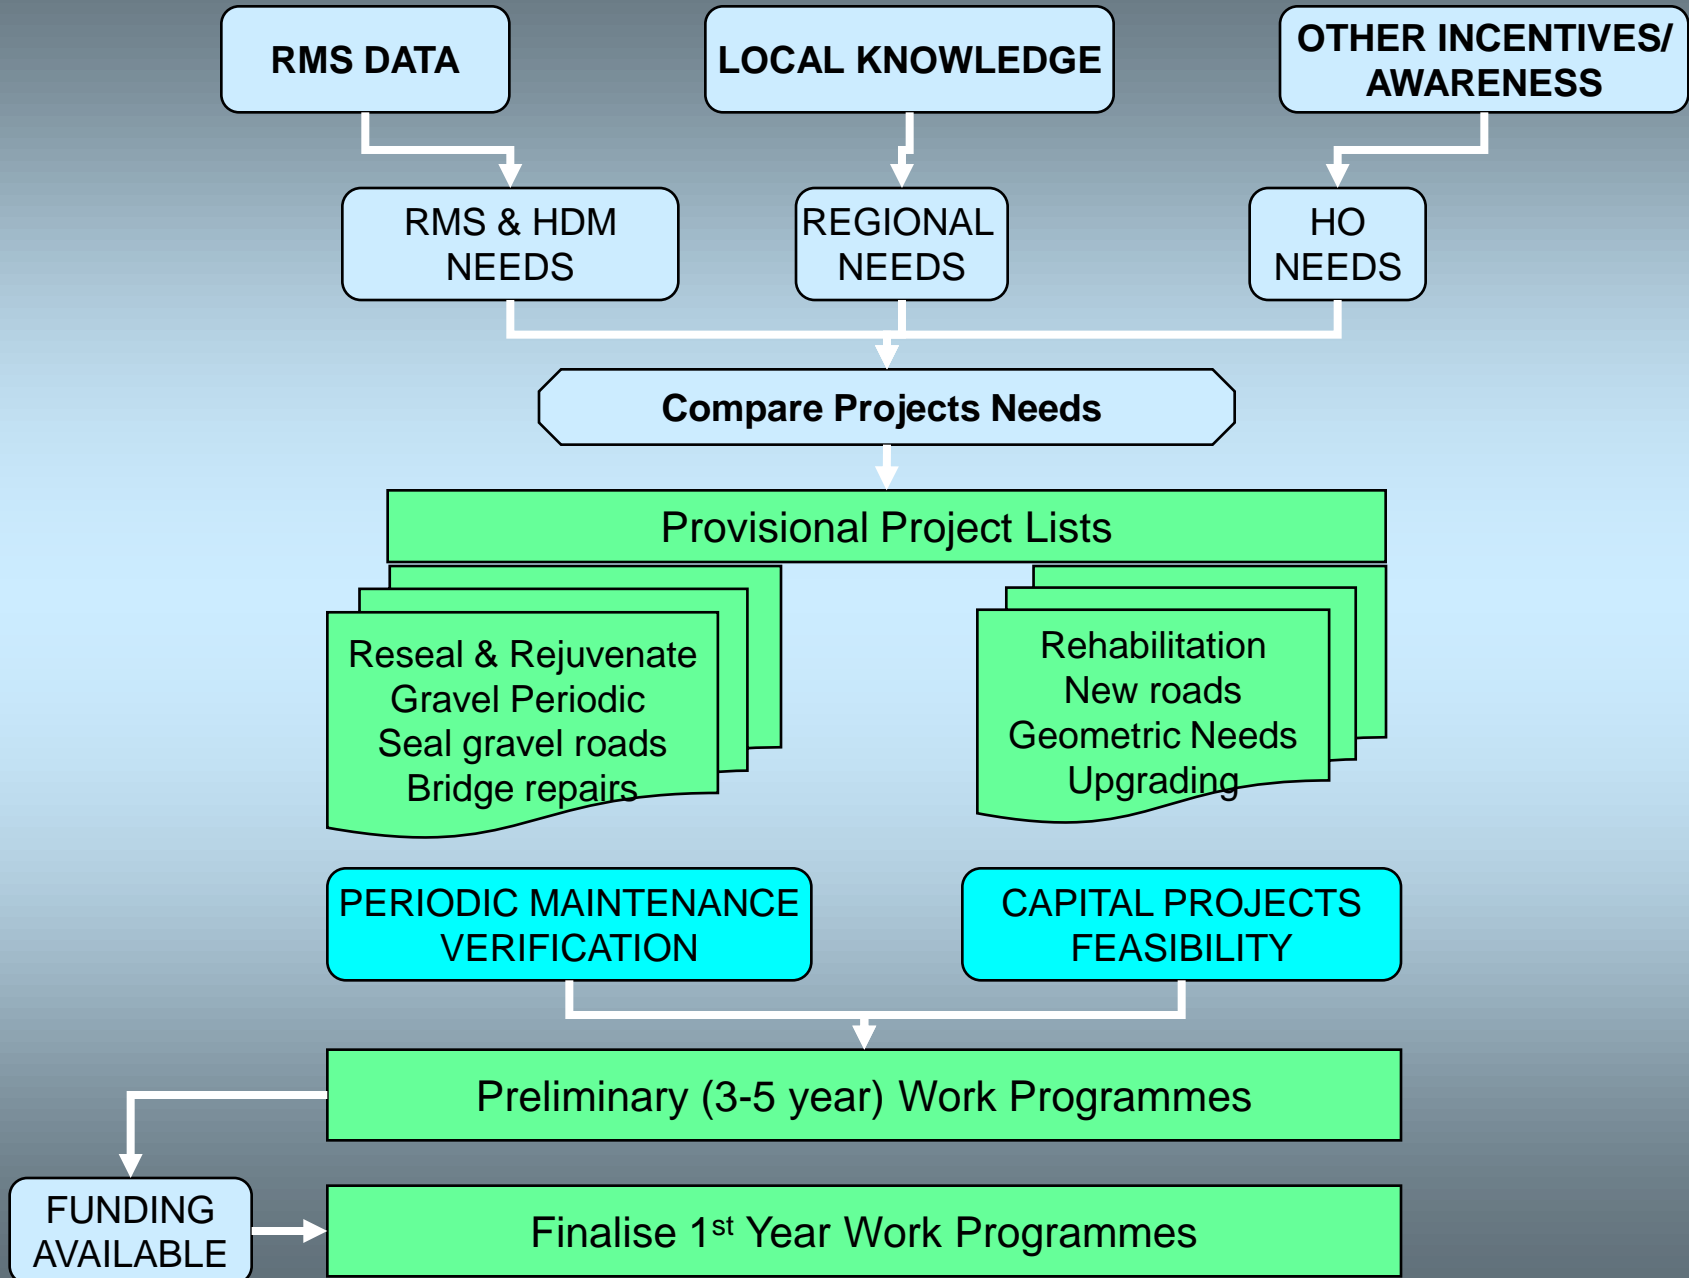 RMS DATA
LOCAL KNOWLEDGE
OTHER INCENTIVES/
AWARENESS
RMS & HDM
NEEDS
REGIONAL
NEEDS
HO
NEEDS
Compare Projects Needs
Provisional Project Lists
Reseal & Rejuvenate
Gravel Periodic
Seal gravel roads
Bridge repairs
Rehabilitation
New roads
Geometric Needs
Upgrading
PERIODIC MAINTENANCE
VERIFICATION
CAPITAL PROJECTS
FEASIBILITY
Preliminary (3-5 year) Work Programmes
FUNDING
AVAILABLE
Finalise 1st Year Work Programmes